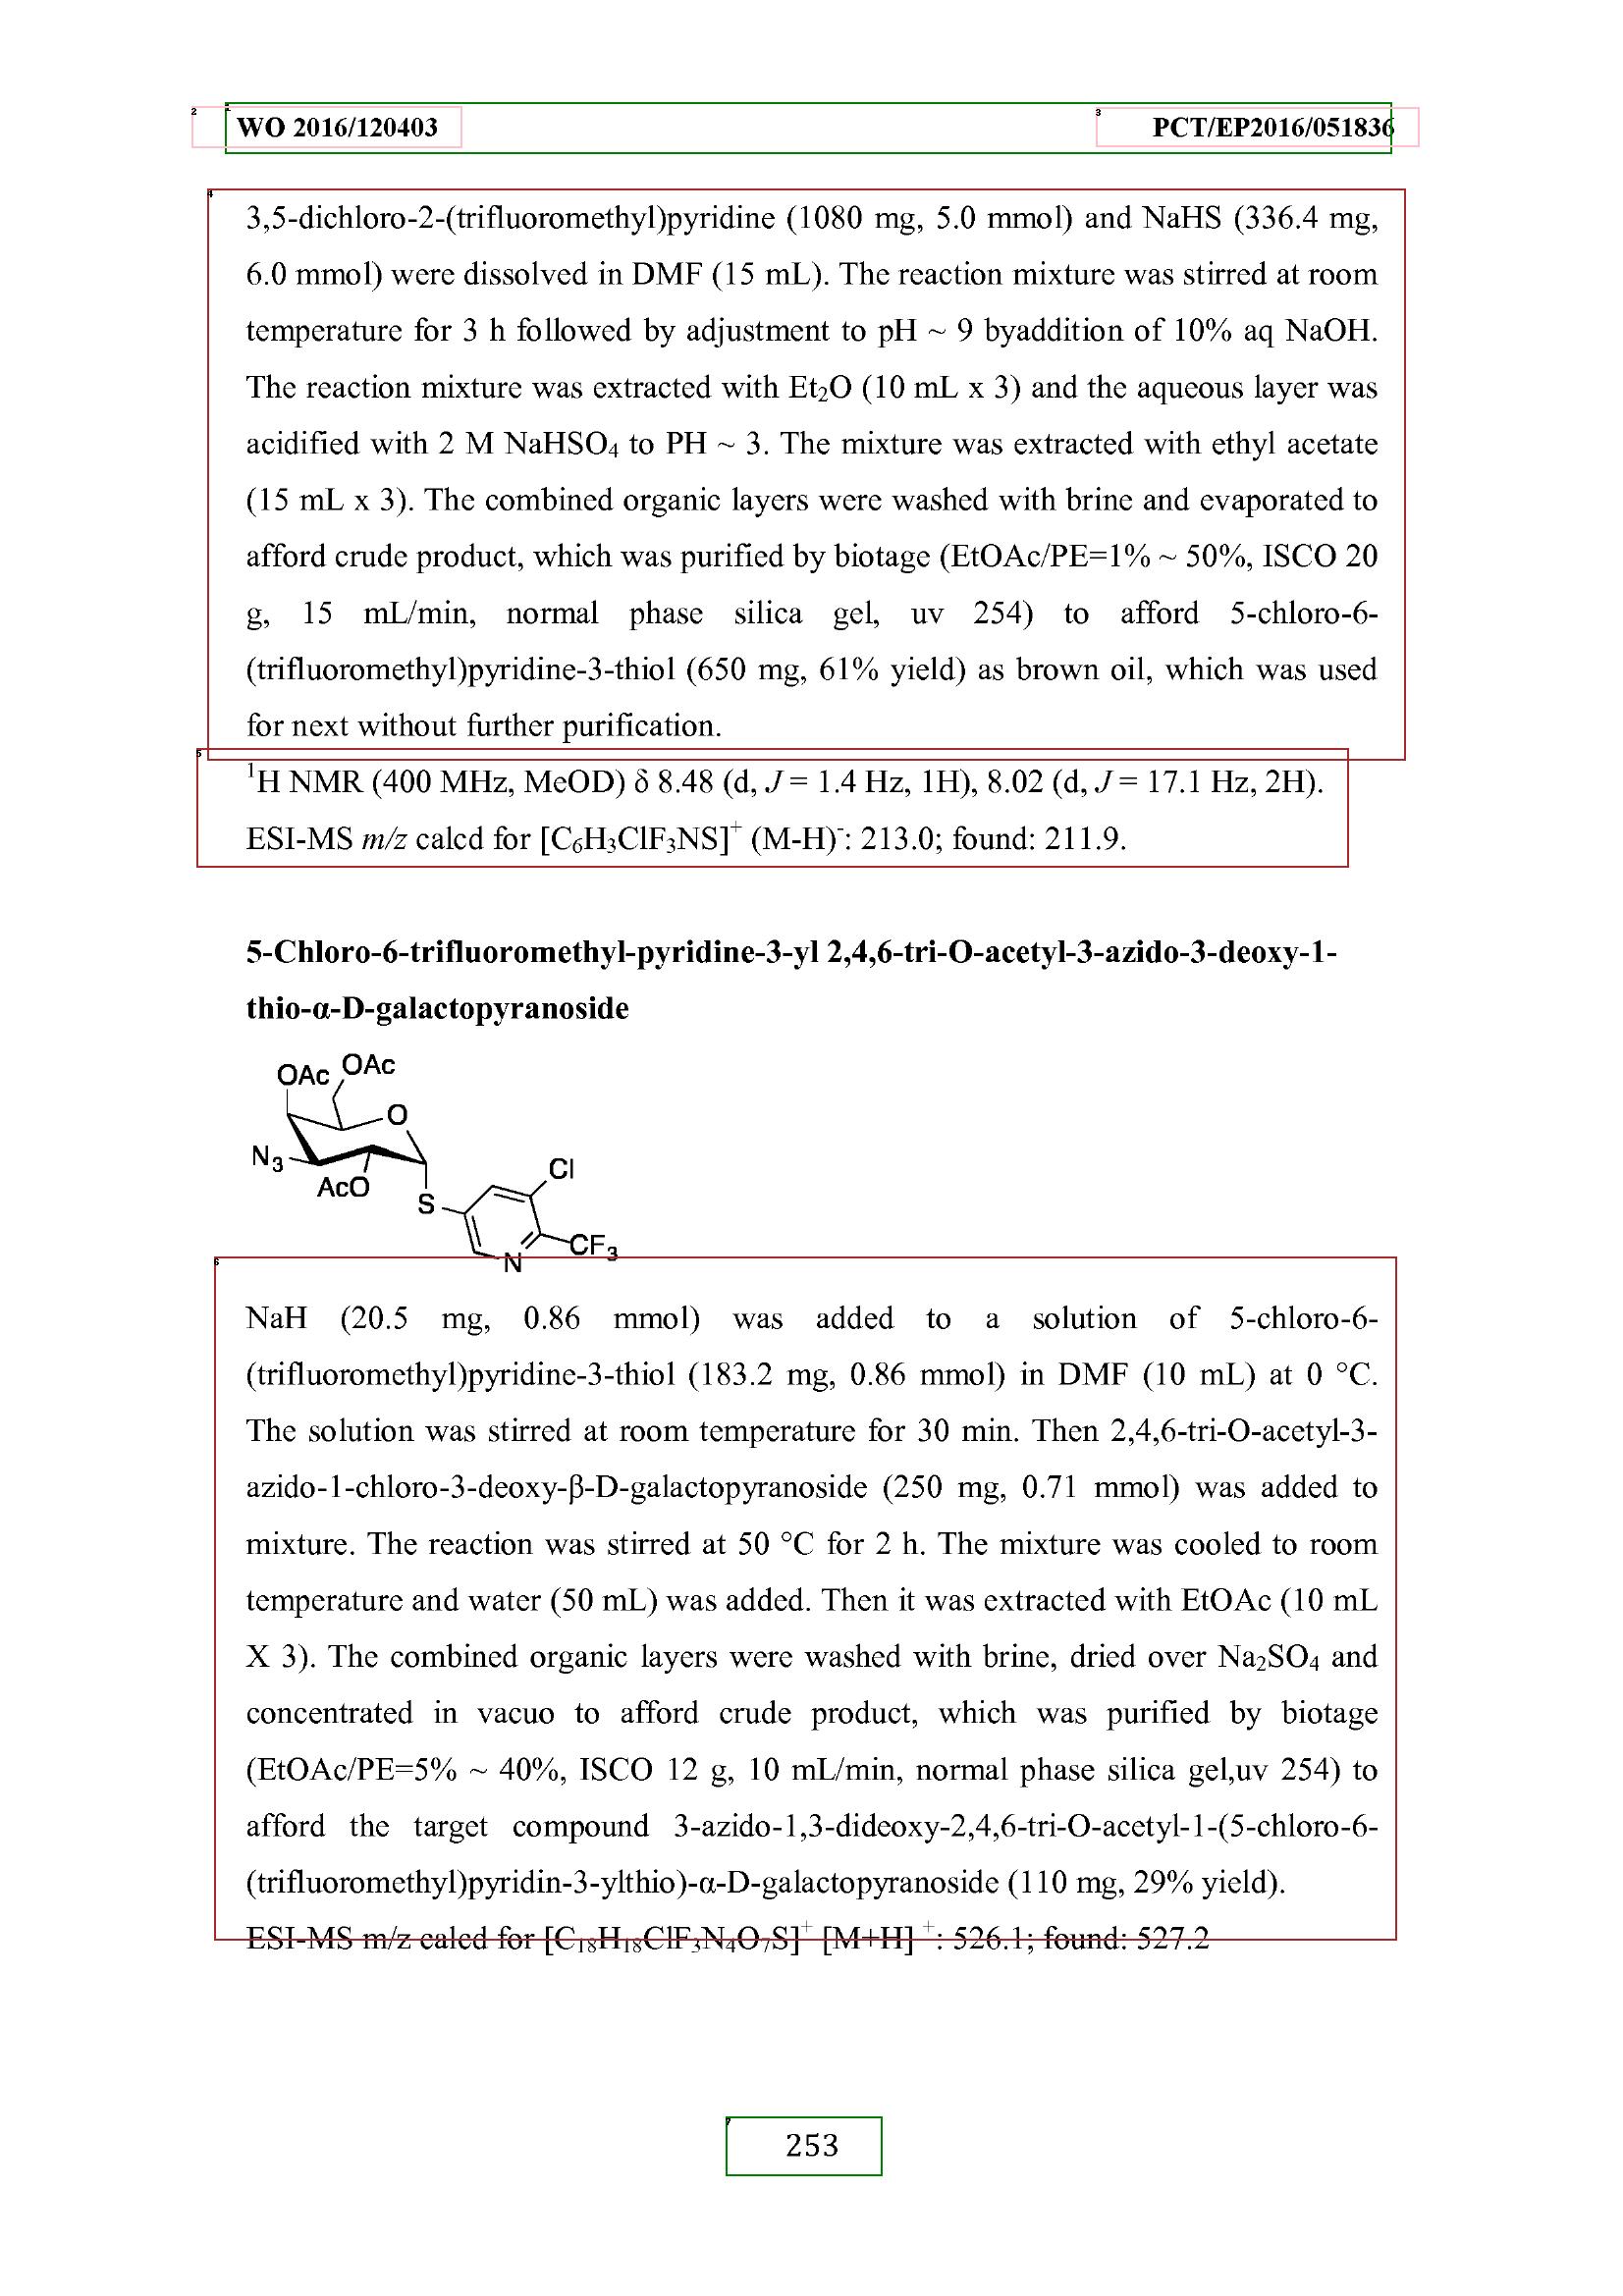 WO 2016/120403 PCT/EP2016/051836
3,5-dichloro-2-(trifluoromethyl)pyridine (1080 mg, 5.0 mmol) and NaHS (336.4 mg,
6.0 mmol) were dissolved in DMF (15 mL). The reaction mixture was stirred at room
temperature for 3 h followed by adjustment to pH ~ 9 byaddition of 10% aq NaOH.
The reaction mixture was extracted with Et₂O (10 mL x 3) and the aqueous layer was
acidified with 2 M NaHSO₄ to PH ~ 3. The mixture was extracted with ethyl acetate
(15 mL x 3). The combined organic layers were washed with brine and evaporated to
afford crude product, which was purified by biotage (EtOAc/PE=1% ~ 50%, ISCO 20
g, 15 mL/min, normal phase silica gel, uv 254) to afford 5-chloro-6-
(trifluoromethyl)pyridine-3-thiol (650 mg, 61% yield) as brown oil, which was used
for next without further purification.
¹H NMR (400 MHz, MeOD) δ 8.48 (d, J = 1.4 Hz, 1H), 8.02 (d, J = 17.1 Hz, 2H).
ESI-MS m/z calcd for [C₆H₃ClF₃NS]⁺ (M-H)⁻: 213.0; found: 211.9.
5-Chloro-6-trifluoromethyl-pyridine-3-yl 2,4,6-tri-O-acetyl-3-azido-3-deoxy-1-
thio-α-D-galactopyranoside
OAc OAc
O
N₃
AcO
Cl
S
CF₃
N
NaH (20.5 mg, 0.86 mmol) was added to a solution of 5-chloro-6-
(trifluoromethyl)pyridine-3-thiol (183.2 mg, 0.86 mmol) in DMF (10 mL) at 0 °C.
The solution was stirred at room temperature for 30 min. Then 2,4,6-tri-O-acetyl-3-
azido-1-chloro-3-deoxy-β-D-galactopyranoside (250 mg, 0.71 mmol) was added to
mixture. The reaction was stirred at 50 °C for 2 h. The mixture was cooled to room
temperature and water (50 mL) was added. Then it was extracted with EtOAc (10 mL
X 3). The combined organic layers were washed with brine, dried over Na₂SO₄ and
concentrated in vacuo to afford crude product, which was purified by biotage
(EtOAc/PE=5% ~ 40%, ISCO 12 g, 10 mL/min, normal phase silica gel,uv 254) to
afford the target compound 3-azido-1,3-dideoxy-2,4,6-tri-O-acetyl-1-(5-chloro-6-
(trifluoromethyl)pyridin-3-ylthio)-α-D-galactopyranoside (110 mg, 29% yield).
ESI-MS m/z calcd for [C₁₈H₁₈ClF₃N₄O₇S]⁺ [M+H] ⁺: 526.1; found: 527.2
253